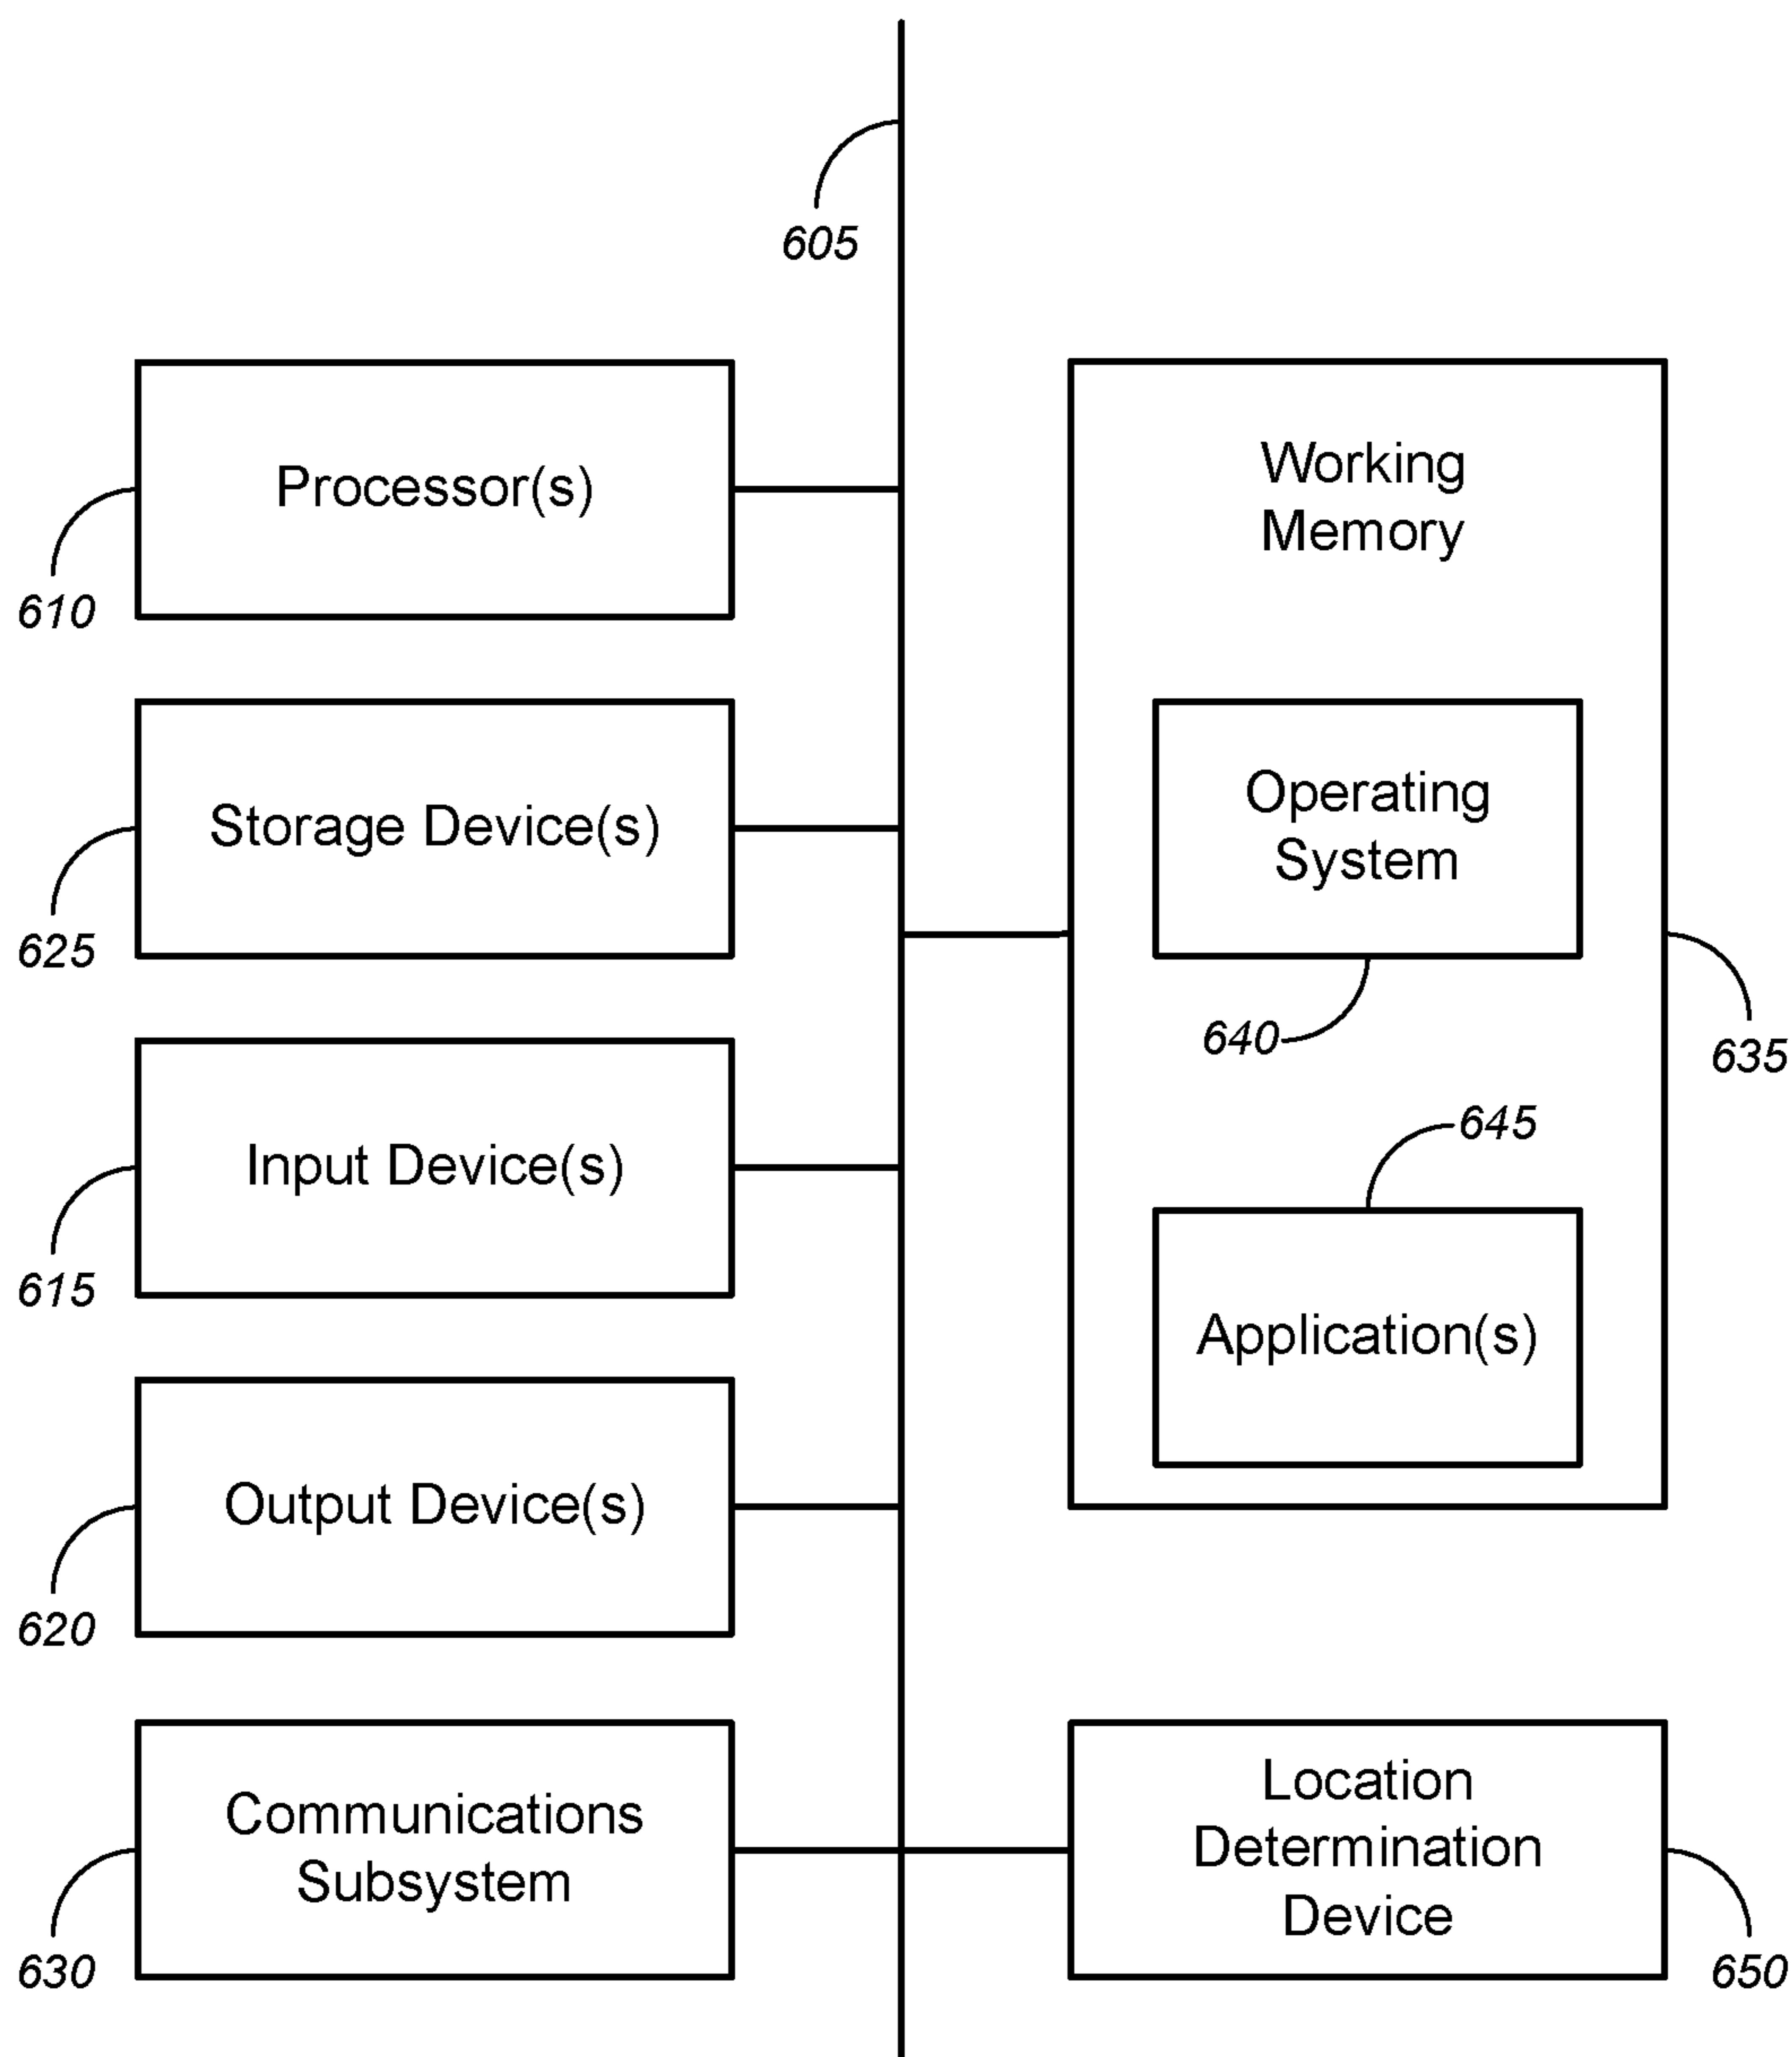 605
Processor(s)
610
Storage Device(s)
625
Input Device(s)
615
Output Device(s)
620
Communications
Subsystem
630
Working
Memory
Operating
System
640
635
645
Application(s)
Location
Determination
Device
650